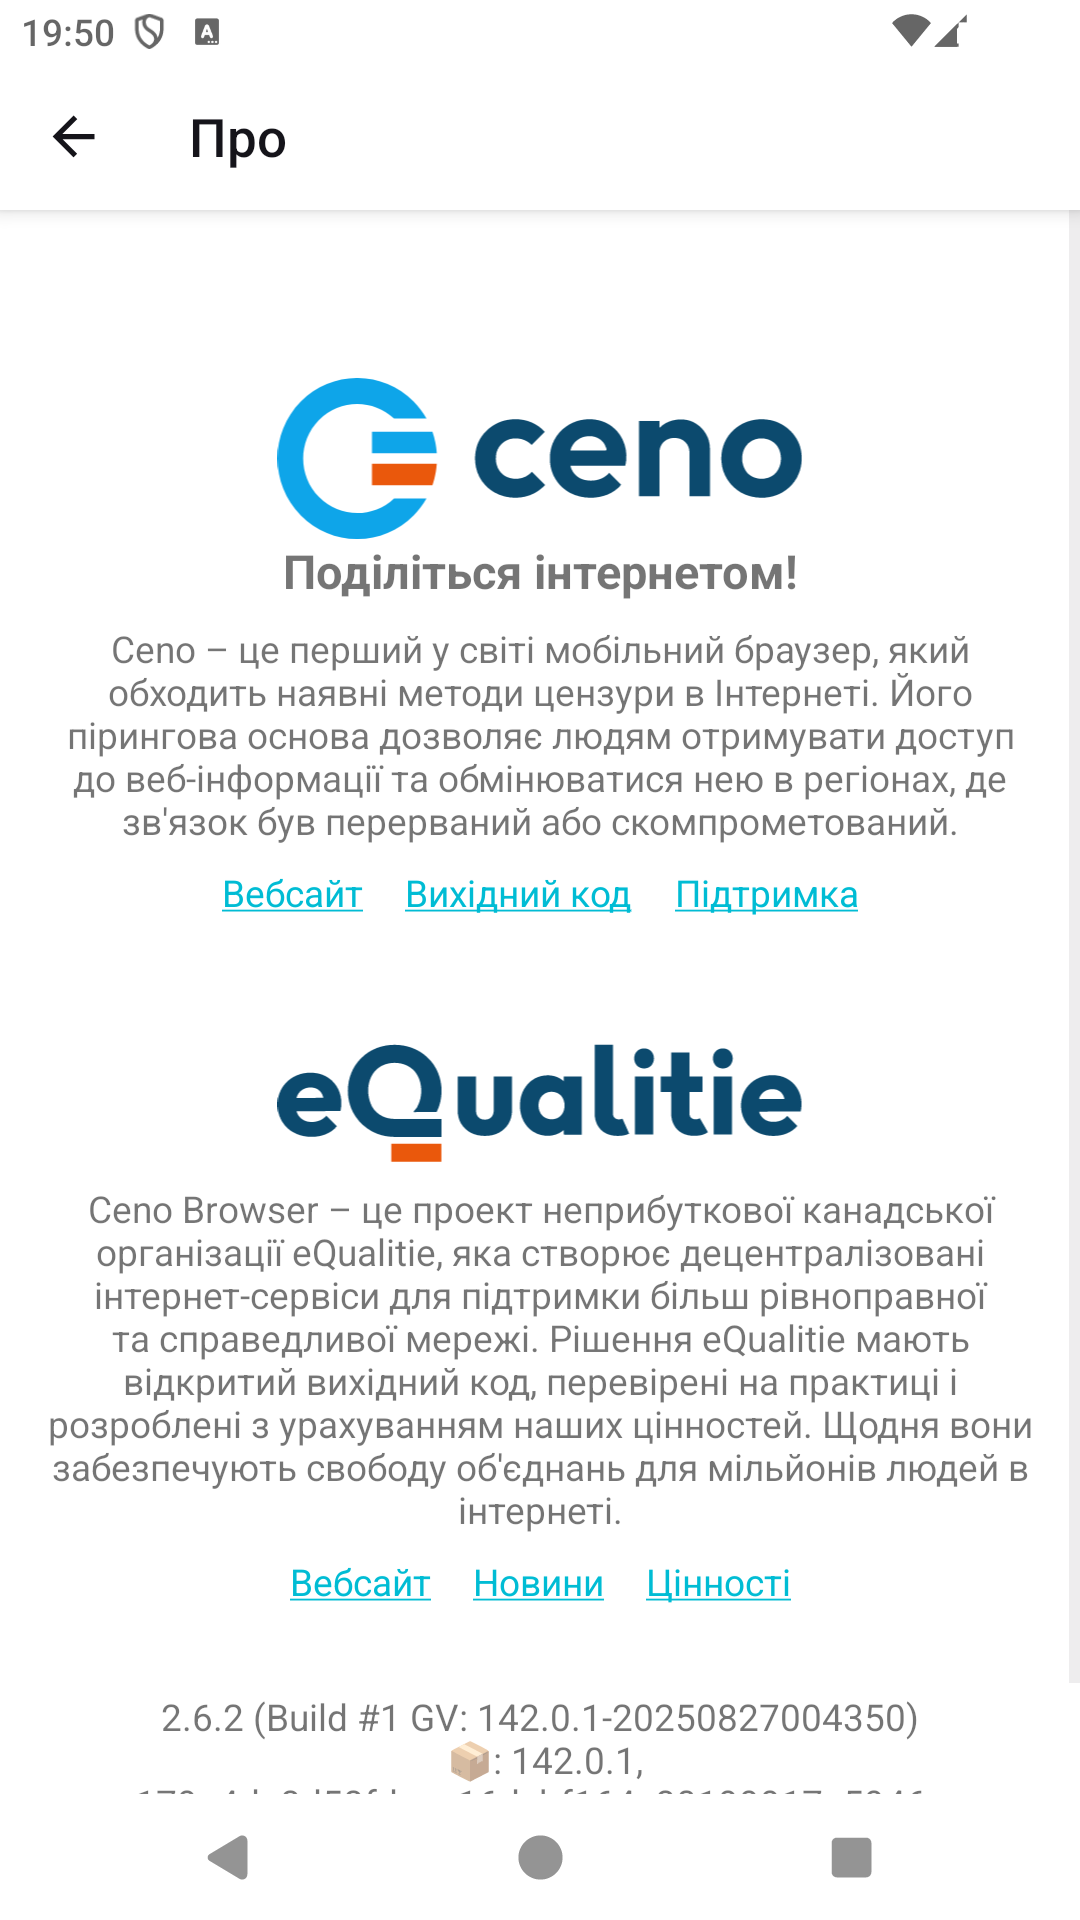 19:50
Про
ceno
Поділіться інтернетом!
Ceno – це перший у світі мобільний браузер, який
обходить наявні методи цензури в Інтернеті. Його
пірингова основа дозволяє людям отримувати доступ
до веб-інформації та обмінюватися нею в регіонах, де
зв'язок був перерваний або скомпрометований.
Вебсайт Вихідний код Підтримка
eQualitie
Ceno Browser – це проект неприбуткової канадської
організації eQualitie, яка створює децентралізовані
інтернет-сервіси для підтримки більш рівноправної
та справедливої мережі. Рішення eQualitie мають
відкритий вихідний код, перевірені на практиці і
розроблені з урахуванням наших цінностей. Щодня вони
забезпечують свободу об'єднань для мільйонів людей в
інтернеті.
Вебсайт Новини Цінності
2.6.2 (Build #1 GV: 142.0.1-20250827004350)
📦: 142.0.1,